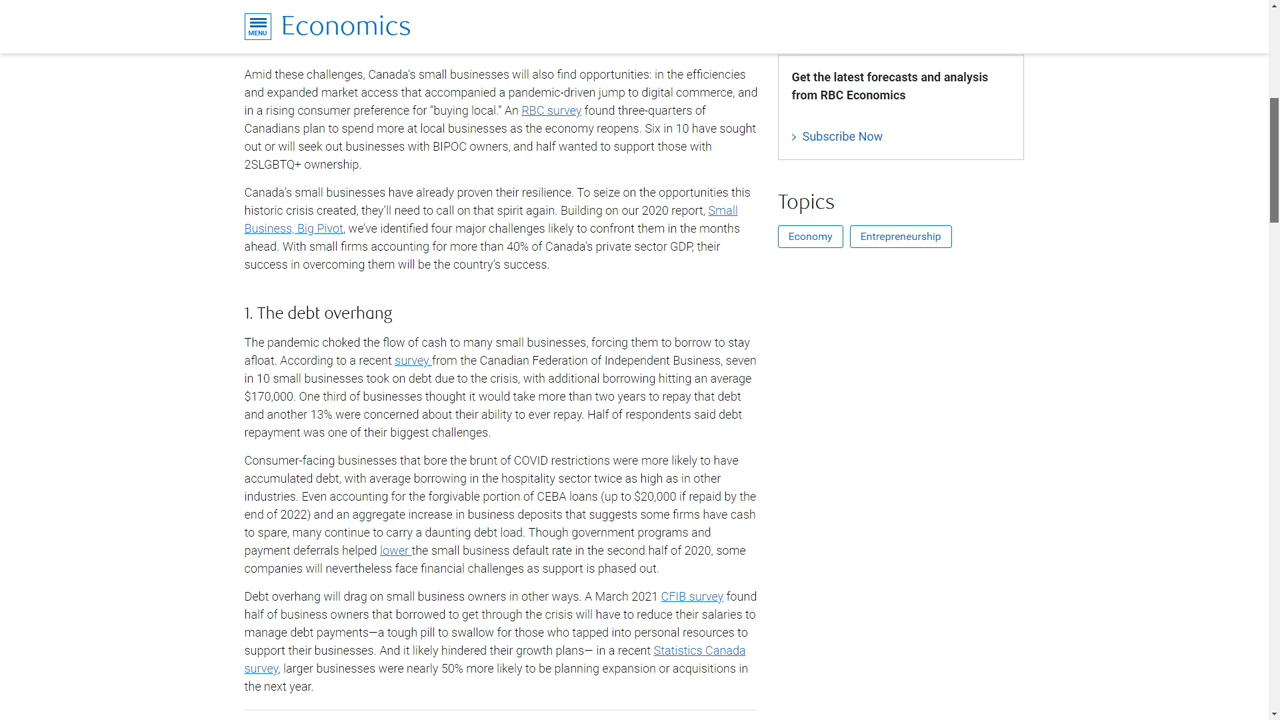 MENU
Economics
Amid these challenges, Canada's small businesses will also find opportunities: in the efficiencies
and expanded market access that accompanied a pandemic-driven jump to digital commerce, and
in a rising consumer preference for “buying local.” An RBC survey found three-quarters of
Canadians plan to spend more at local businesses as the economy reopens. Six in 10 have sought
out or will seek out businesses with BIPOC owners, and half wanted to support those with
2SLGBTQ+ ownership.
Canada's small businesses have already proven their resilience. To seize on the opportunities this
historic crisis created, they'll need to call on that spirit again. Building on our 2020 report, Small
Business, Big Pivot, we've identified four major challenges likely to confront them in the months
ahead. With small firms accounting for more than 40% of Canada's private sector GDP, their
success in overcoming them will be the country's success.
1. The debt overhang
The pandemic choked the flow of cash to many small businesses, forcing them to borrow to stay
afloat. According to a recent survey from the Canadian Federation of Independent Business, seven
in 10 small businesses took on debt due to the crisis, with additional borrowing hitting an average
$170,000. One third of businesses thought it would take more than two years to repay that debt
and another 13% were concerned about their ability to ever repay. Half of respondents said debt
repayment was one of their biggest challenges.
Consumer-facing businesses that bore the brunt of COVID restrictions were more likely to have
accumulated debt, with average borrowing in the hospitality sector twice as high as in other
industries. Even accounting for the forgivable portion of CEBA loans (up to $20,000 if repaid by the
end of 2022) and an aggregate increase in business deposits that suggests some firms have cash
to spare, many continue to carry a daunting debt load. Though government programs and
payment deferrals helped lower the small business default rate in the second half of 2020, some
companies will nevertheless face financial challenges as support is phased out.
Debt overhang will drag on small business owners in other ways. A March 2021 CFIB survey found
half of business owners that borrowed to get through the crisis will have to reduce their salaries to
manage debt payments—a tough pill to swallow for those who tapped into personal resources to
support their businesses. And it likely hindered their growth plans— in a recent Statistics Canada
survey, larger businesses were nearly 50% more likely to be planning expansion or acquisitions in
the next year.
Get the latest forecasts and analysis
from RBC Economics
Subscribe Now
Topics
Economy
Entrepreneurship